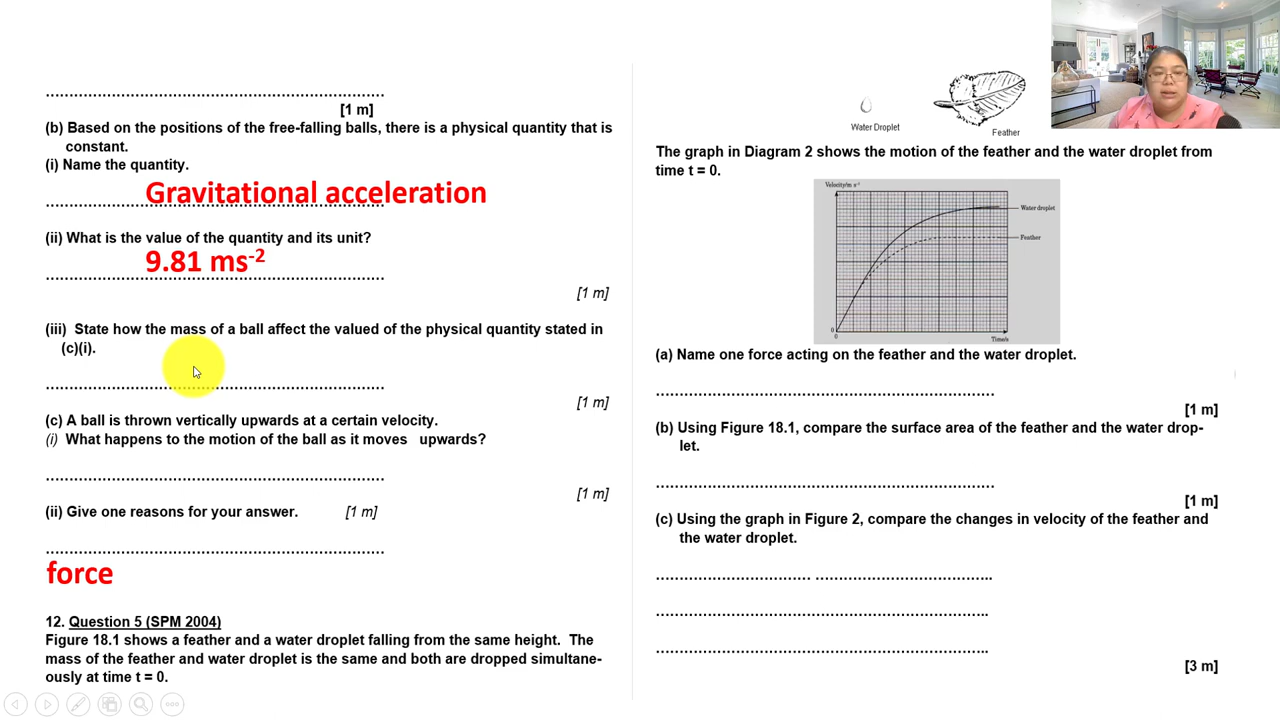 ………………………………………………………………
[1 m]
(b) Based on the positions of the free-falling balls, there is a physical quantity that is
constant.
(i) Name the quantity.
Gravitational acceleration
………………………………………………………………
(ii) What is the value of the quantity and its unit?
9.81 ms⁻²
………………………………………………………………
[1 m]
(iii) State how the mass of a ball affect the valued of the physical quantity stated in
(c)(i).
………………………………………………………………
[1 m]
(c) A ball is thrown vertically upwards at a certain velocity.
(i) What happens to the motion of the ball as it moves upwards?
………………………………………………………………
[1 m]
(ii) Give one reasons for your answer. [1 m]
………………………………………………………………
force
12. Question 5 (SPM 2004)
Figure 18.1 shows a feather and a water droplet falling from the same height. The
mass of the feather and water droplet is the same and both are dropped simultane-
ously at time t = 0.
Water Droplet
Feather
The graph in Diagram 2 shows the motion of the feather and the water droplet from
time t = 0.
Velocity/m s⁻¹
Water droplet
Feather
0
0
Time/s
(a) Name one force acting on the feather and the water droplet.
………………………………………………………………
[1 m]
(b) Using Figure 18.1, compare the surface area of the feather and the water drop-
let.
………………………………………………………………
[1 m]
(c) Using the graph in Figure 2, compare the changes in velocity of the feather and
the water droplet.
…………………………… ………………………………..
……………………………………………………………..
……………………………………………………………..
[3 m]